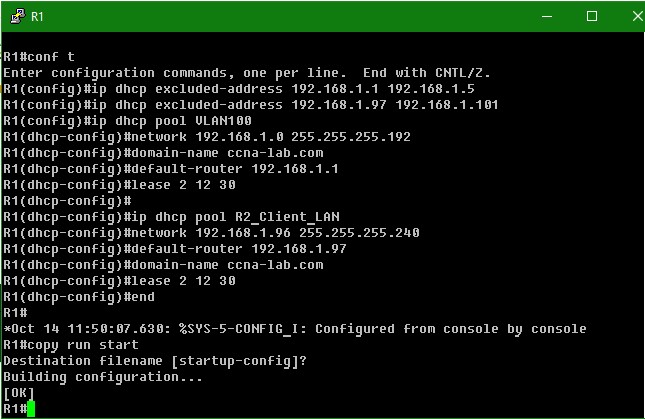 R1
R1#conf t
Enter configuration commands, one per line.  End with CNTL/Z.
R1(config)#ip dhcp excluded-address 192.168.1.1 192.168.1.5
R1(config)#ip dhcp excluded-address 192.168.1.97 192.168.1.101
R1(config)#ip dhcp pool VLAN100
R1(dhcp-config)#network 192.168.1.0 255.255.255.192
R1(dhcp-config)#domain-name ccna-lab.com
R1(dhcp-config)#default-router 192.168.1.1
R1(dhcp-config)#lease 2 12 30
R1(dhcp-config)#
R1(dhcp-config)#ip dhcp pool R2_Client_LAN
R1(dhcp-config)#network 192.168.1.96 255.255.255.240
R1(dhcp-config)#default-router 192.168.1.97
R1(dhcp-config)#domain-name ccna-lab.com
R1(dhcp-config)#lease 2 12 30
R1(dhcp-config)#end
R1#
*Oct 14 11:50:07.630: %SYS-5-CONFIG_I: Configured from console by console
R1#copy run start
Destination filename [startup-config]?
Building configuration...
[OK]
R1#